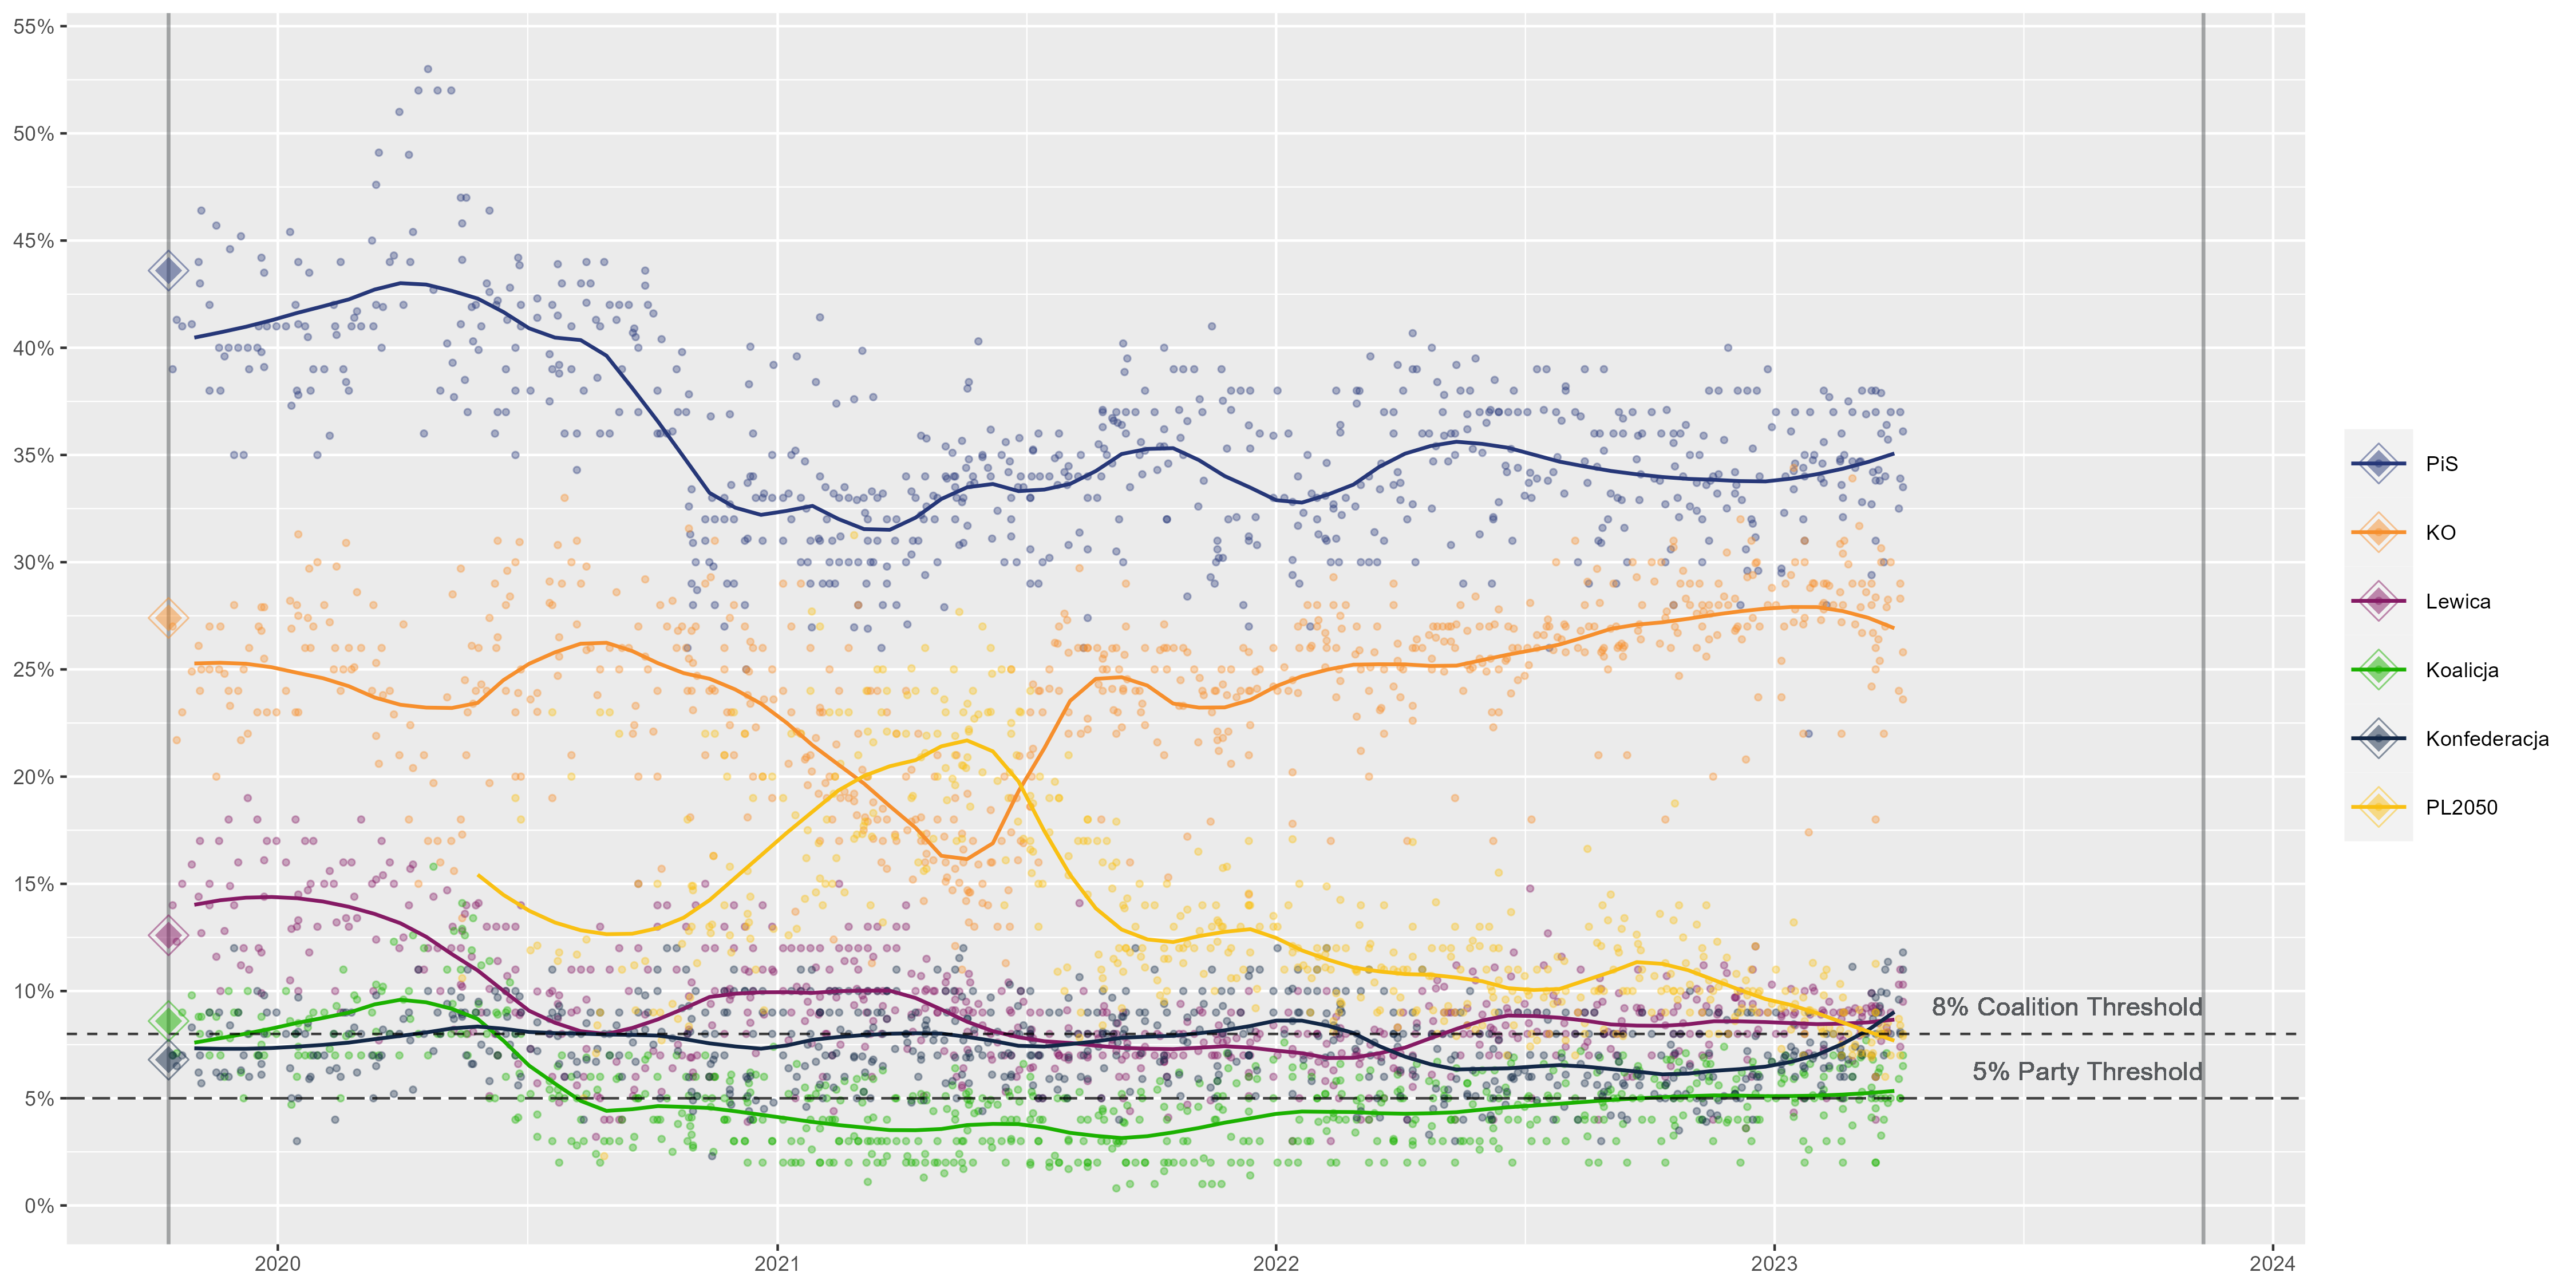 55%
50%
45%
40%
35%
30%
25%
20%
15%
10%
5%
0%
8% Coalition Threshold
5% Party Threshold
2020
2021
2022
2023
2024
PiS
KO
Lewica
Koalicja
Konfederacja
PL2050